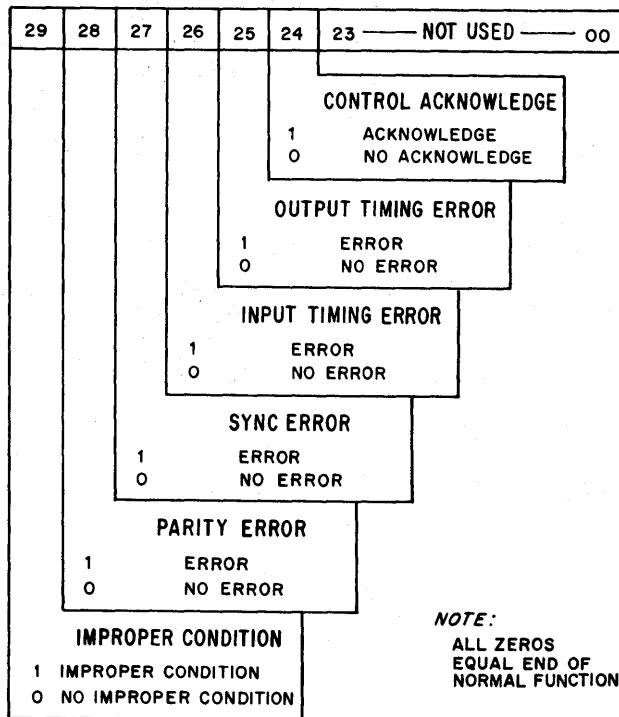 29 28 27 26 25 24 23 — NOT USED — 00
CONTROL ACKNOWLEDGE
1 ACKNOWLEDGE
0 NO ACKNOWLEDGE
OUTPUT TIMING ERROR
1 ERROR
0 NO ERROR
INPUT TIMING ERROR
1 ERROR
0 NO ERROR
SYNC ERROR
1 ERROR
0 NO ERROR
PARITY ERROR
1 ERROR
0 NO ERROR
IMPROPER CONDITION
1 IMPROPER CONDITION
0 NO IMPROPER CONDITION
NOTE:
ALL ZEROS
EQUAL END OF
NORMAL FUNCTION